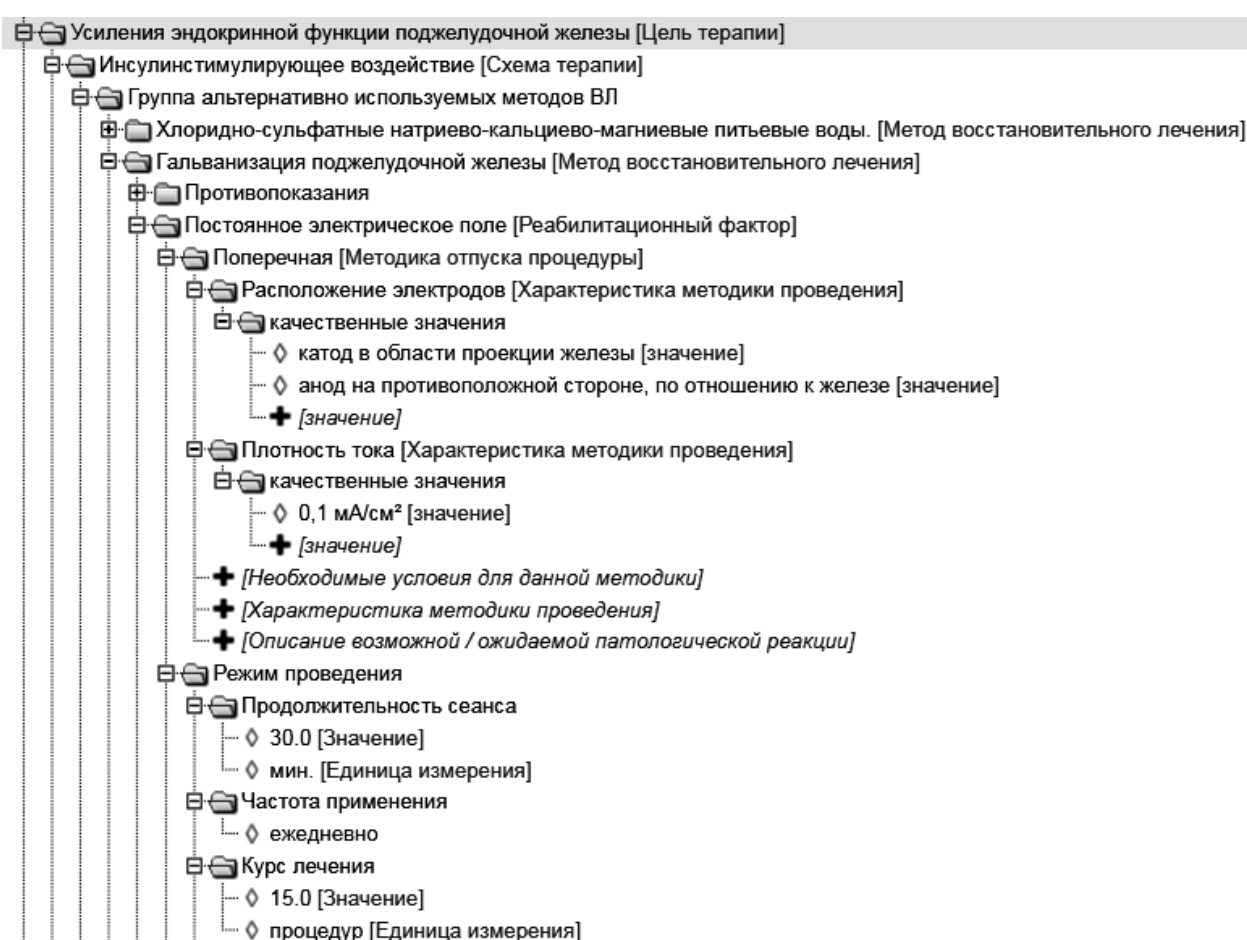 Усиления эндокринной функции поджелудочной железы [Цель терапии]
Инсулинстимулирующее воздействие [Схема терапии]
Группа альтернативно используемых методов ВЛ
Хлоридно-сульфатные натриево-кальциево-магниевые питьевые воды. [Метод восстановительного лечения]
Гальванизация поджелудочной железы [Метод восстановительного лечения]
Противопоказания
Постоянное электрическое поле [Реабилитационный фактор]
Поперечная [Методика отпуска процедуры]
Расположение электродов [Характеристика методики проведения]
качественные значения
катод в области проекции железы [значение]
анод на противоположной стороне, по отношению к железе [значение]
[значение]
Плотность тока [Характеристика методики проведения]
качественные значения
0,1 мА/см² [значение]
[значение]
[Необходимые условия для данной методики]
[Характеристика методики проведения]
[Описание возможной / ожидаемой патологической реакции]
Режим проведения
Продолжительность сеанса
30.0 [Значение]
мин. [Единица измерения]
Частота применения
ежедневно
Курс лечения
15.0 [Значение]
процедур [Единица измерения]